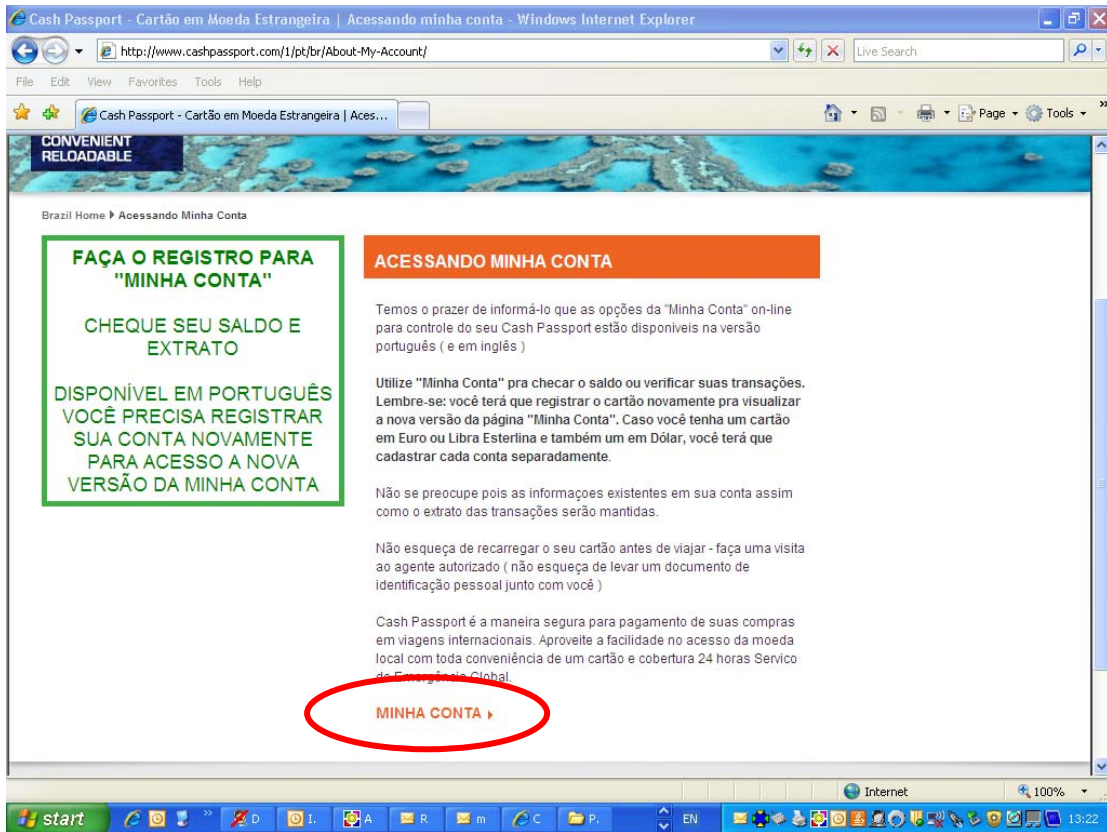 Cash Passport - Cartão em Moeda Estrangeira | Acessando minha conta - Windows Internet Explorer
http://www.cashpassport.com/1/pt/br/About-My-Account/
Live Search
File Edit View Favorites Tools Help
Cash Passport - Cartão em Moeda Estrangeira | Aces...
Page Tools
CONVENIENT
RELOADABLE
Brazil Home Acessando Minha Conta
FAÇA O REGISTRO PARA
"MINHA CONTA"
CHEQUE SEU SALDO E
EXTRATO
DISPONÍVEL EM PORTUGUÊS
VOCÊ PRECISA REGISTRAR
SUA CONTA NOVAMENTE
PARA ACESSO A NOVA
VERSÃO DA MINHA CONTA
ACESSANDO MINHA CONTA
Temos o prazer de informá-lo que as opções da "Minha Conta" on-line
para controle do seu Cash Passport estão disponiveis na versão
português ( e em inglês )
Utilize "Minha Conta" pra checar o saldo ou verificar suas transações.
Lembre-se: você terá que registrar o cartão novamente pra visualizar
a nova versão da página "Minha Conta". Caso você tenha um cartão
em Euro ou Libra Esterlina e também um em Dólar, você terá que
cadastrar cada conta separadamente.
Não se preocupe pois as informaçoes existentes em sua conta assim
como o extrato das transações serão mantidas.
Não esqueça de recarregar o seu cartão antes de viajar - faça uma visita
ao agente autorizado ( não esqueça de levar um documento de
identificação pessoal junto com você )
Cash Passport é a maneira segura para pagamento de suas compras
em viagens internacionais. Aproveite a facilidade no acesso da moeda
local com toda conveniência de um cartão e cobertura 24 horas Servico
de Emergência Global.
MINHA CONTA
Internet 100%
start D I. A R m C P. EN 13:22